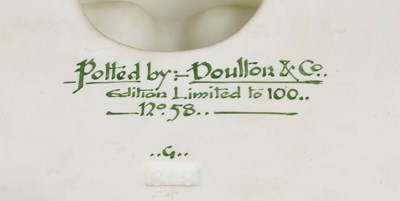 Potted by:- Doulton & Co..
Edition Limited to 100..
No. 58..
..G..